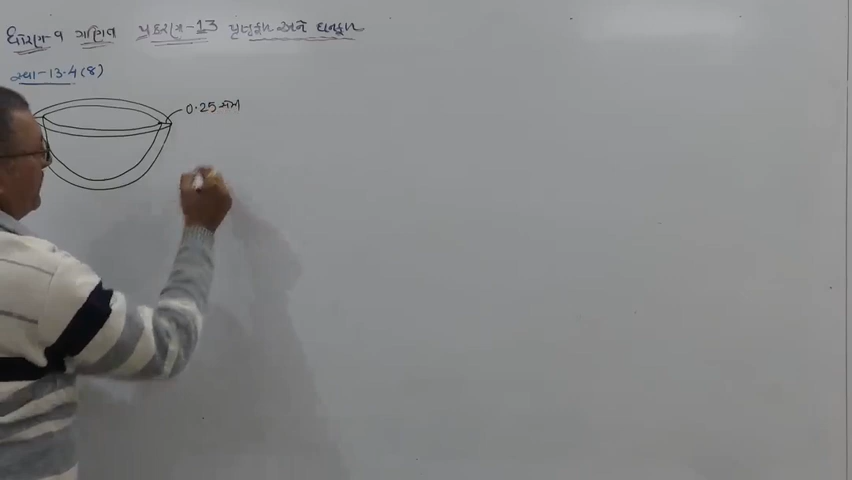 ધોરણ-૧ ગણિત પ્રકરણ-13 પૃષ્ઠફળ અને ઘનફળ
સ્વા-13.4(8)
0.25 સેમી